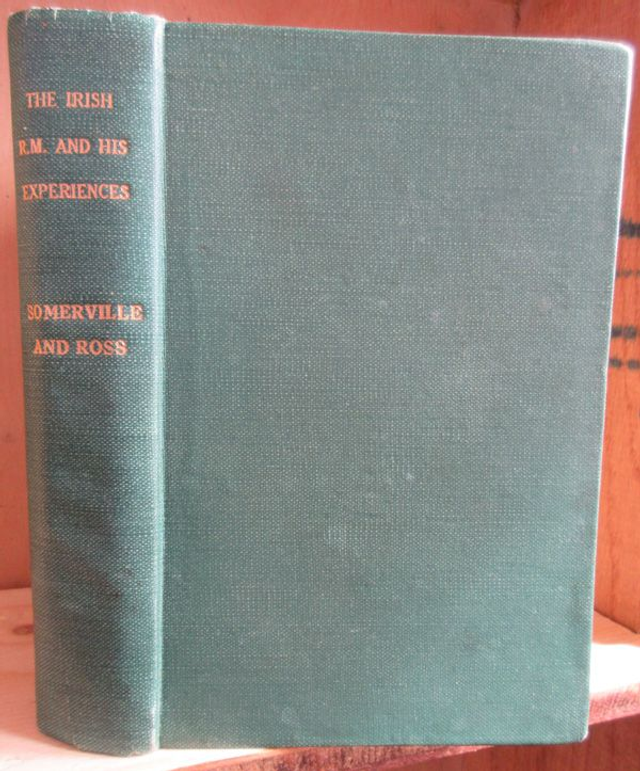 THE IRISH
R.M. AND HIS
EXPERIENCES
SOMERVILLE
AND ROSS